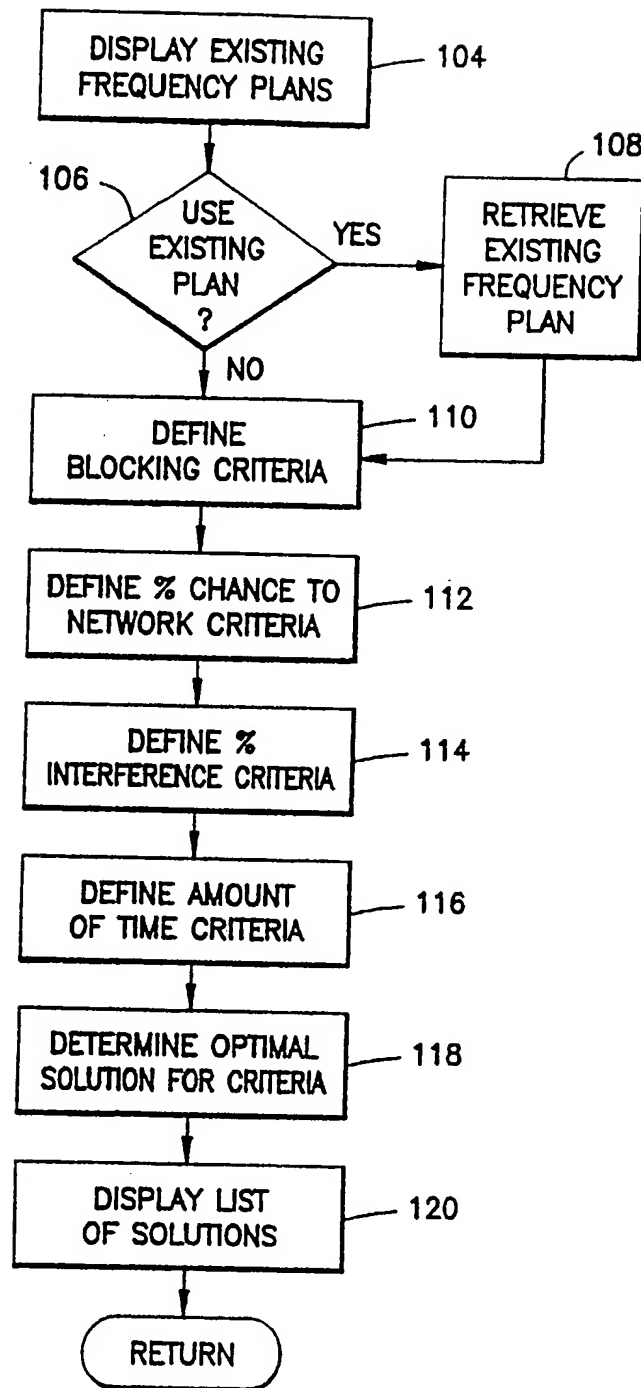 DISPLAY EXISTING
FREQUENCY PLANS
104
106
USE
EXISTING
PLAN
?
YES
108
RETRIEVE
EXISTING
FREQUENCY
PLAN
NO
DEFINE
BLOCKING CRITERIA
110
DEFINE % CHANCE TO
NETWORK CRITERIA
112
DEFINE %
INTERFERENCE CRITERIA
114
DEFINE AMOUNT
OF TIME CRITERIA
116
DETERMINE OPTIMAL
SOLUTION FOR CRITERIA
118
DISPLAY LIST
OF SOLUTIONS
120
RETURN